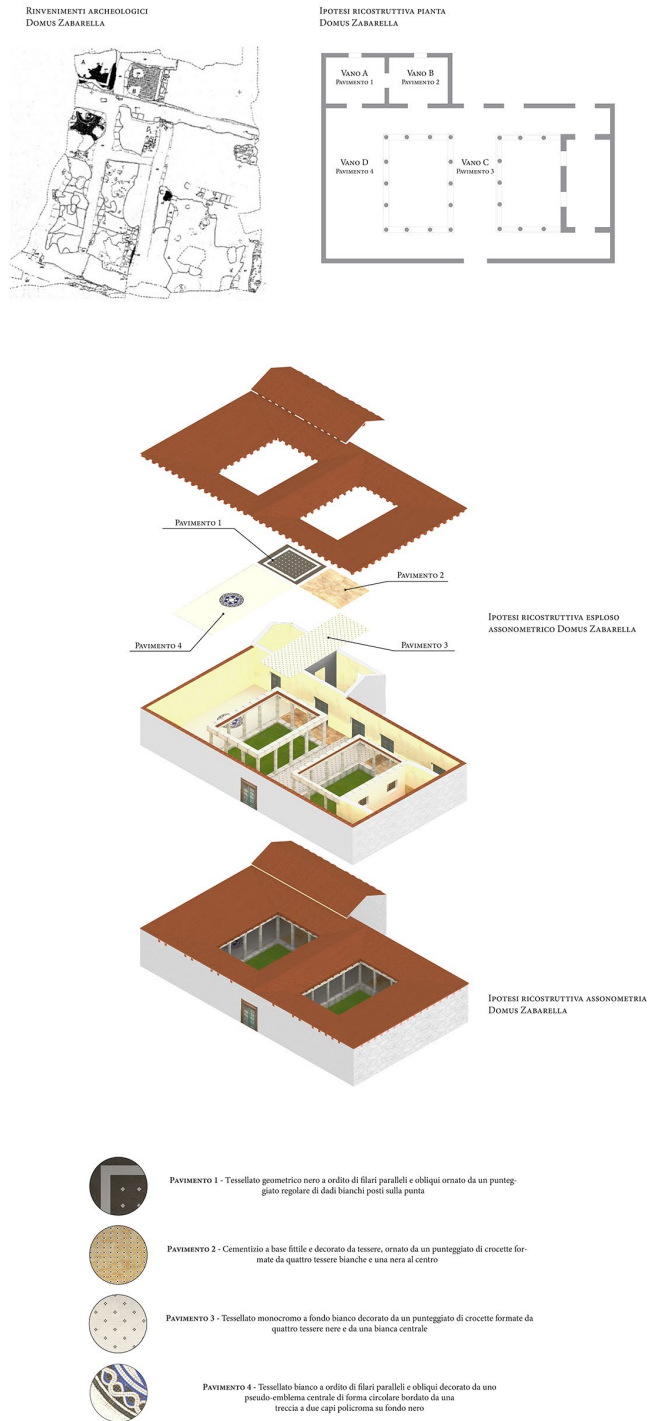 Rinvenimenti archeologici
Domus Zabarella
Ipotesi ricostruttiva pianta
Domus Zabarella
A
B
D
C
C
Vano A
Pavimento 1
Vano B
Pavimento 2
Vano D
Pavimento 4
Vano C
Pavimento 3
Pavimento 1
Pavimento 2
Pavimento 4
Pavimento 3
Ipotesi ricostruttiva esploso
assonometrico Domus Zabarella
Ipotesi ricostruttiva assonometria
Domus Zabarella
Pavimento 1 - Tessellato geometrico nero a ordito di filari paralleli e obliqui ornato da un punteg-
giato regolare di dadi bianchi posti sulla punta
Pavimento 2 - Cementizio a base fittile e decorato da tessere, ornato da un punteggiato di crocette for-
mate da quattro tessere bianche e una nera al centro
Pavimento 3 - Tessellato monocromo a fondo bianco decorato da un punteggiato di crocette formate da
quattro tessere nere e da una bianca centrale
Pavimento 4 - Tessellato bianco a ordito di filari paralleli e obliqui decorato da uno
pseudo-emblema centrale di forma circolare bordato da una
treccia a due capi policroma su fondo nero